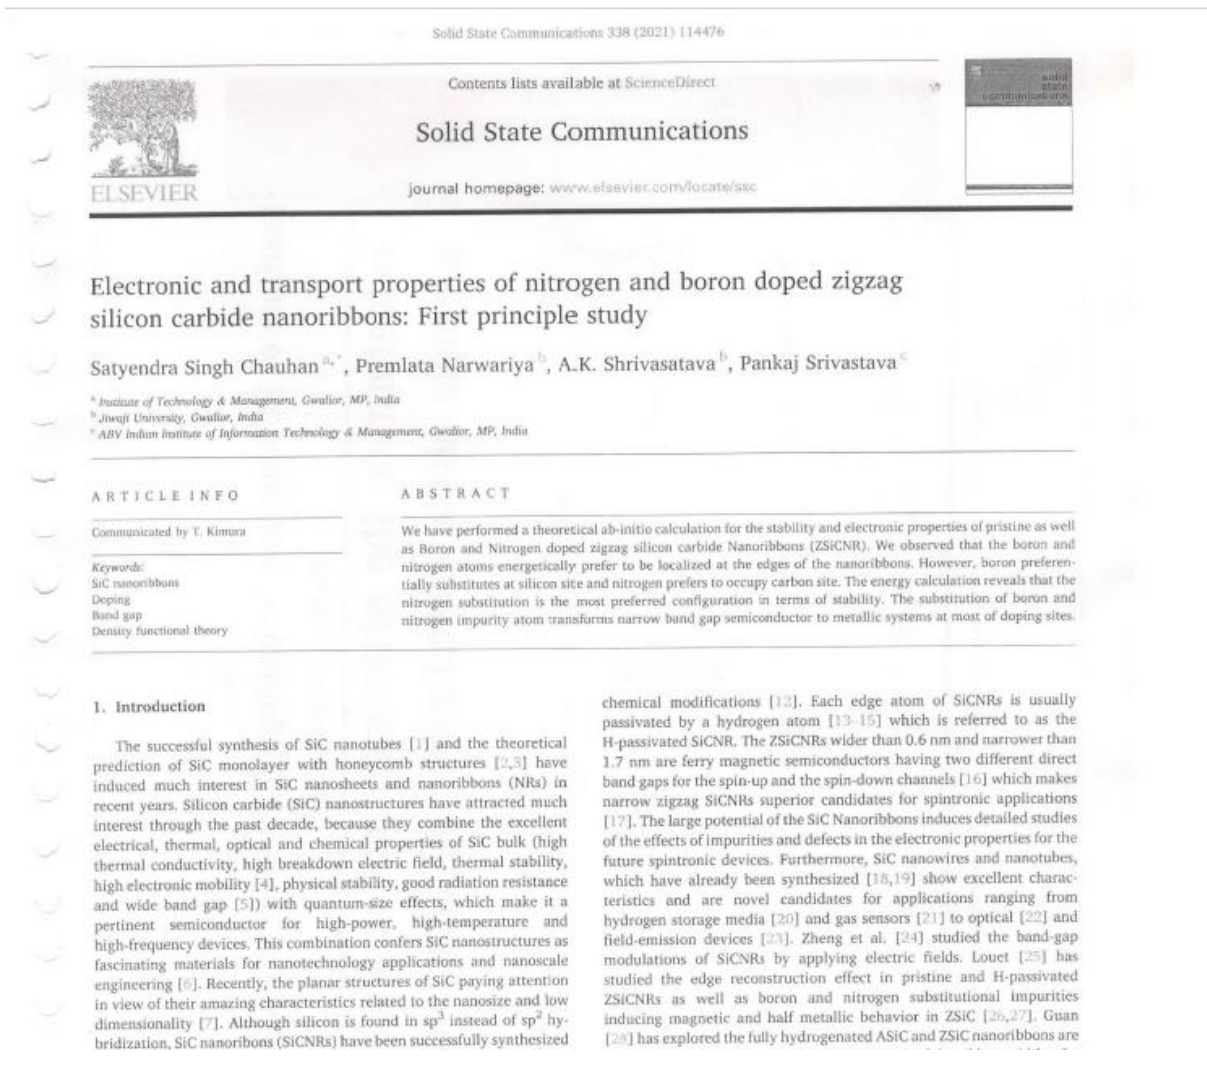 Solid State Communications 338 (2021) 114476
Contents lists available at ScienceDirect
Solid State Communications
journal homepage: www.elsevier.com/locate/ssc
ELSEVIER
solid
state
communications
Electronic and transport properties of nitrogen and boron doped zigzag
silicon carbide nanoribbons: First principle study
Satyendra Singh Chauhan a,*, Premlata Narwariya b, A.K. Shrivasatava b, Pankaj Srivastava c
a Institute of Technology & Management, Gwalior, MP, India
b Jiwaji University, Gwalior, India
c ABV Indian Institute of Information Technology & Management, Gwalior, MP, India
ARTICLE INFO
Communicated by T. Kimura
Keywords:
SiC nanoribbons
Doping
Band gap
Density functional theory
ABSTRACT
We have performed a theoretical ab-initio calculation for the stability and electronic properties of pristine as well
as Boron and Nitrogen doped zigzag silicon carbide Nanoribbons (ZSiCNR). We observed that the boron and
nitrogen atoms energetically prefer to be localized at the edges of the nanoribbons. However, boron preferen-
tially substitutes at silicon site and nitrogen prefers to occupy carbon site. The energy calculation reveals that the
nitrogen substitution is the most preferred configuration in terms of stability. The substitution of boron and
nitrogen impurity atom transforms narrow band gap semiconductor to metallic systems at most of doping sites.
1. Introduction
The successful synthesis of SiC nanotubes [1] and the theoretical
prediction of SiC monolayer with honeycomb structures [2,3] have
induced much interest in SiC nanosheets and nanoribbons (NRs) in
recent years. Silicon carbide (SiC) nanostructures have attracted much
interest through the past decade, because they combine the excellent
electrical, thermal, optical and chemical properties of SiC bulk (high
thermal conductivity, high breakdown electric field, thermal stability,
high electronic mobility [4], physical stability, good radiation resistance
and wide band gap [5]) with quantum-size effects, which make it a
pertinent semiconductor for high-power, high-temperature and
high-frequency devices. This combination confers SiC nanostructures as
fascinating materials for nanotechnology applications and nanoscale
engineering [6]. Recently, the planar structures of SiC paying attention
in view of their amazing characteristics related to the nanosize and low
dimensionality [7]. Although silicon is found in sp3 instead of sp2 hy-
bridization, SiC nanoribons (SiCNRs) have been successfully synthesized
chemical modifications [12]. Each edge atom of SiCNRs is usually
passivated by a hydrogen atom [13-15] which is referred to as the
H-passivated SiCNR. The ZSiCNRs wider than 0.6 nm and narrower than
1.7 nm are ferry magnetic semiconductors having two different direct
band gaps for the spin-up and the spin-down channels [16] which makes
narrow zigzag SiCNRs superior candidates for spintronic applications
[17]. The large potential of the SiC Nanoribbons induces detailed studies
of the effects of impurities and defects in the electronic properties for the
future spintronic devices. Furthermore, SiC nanowires and nanotubes,
which have already been synthesized [18,19] show excellent charac-
teristics and are novel candidates for applications ranging from
hydrogen storage media [20] and gas sensors [21] to optical [22] and
field-emission devices [23]. Zheng et al. [24] studied the band-gap
modulations of SiCNRs by applying electric fields. Louet [25] has
studied the edge reconstruction effect in pristine and H-passivated
ZSiCNRs as well as boron and nitrogen substitutional impurities
inducing magnetic and half metallic behavior in ZSiC [26,27]. Guan
[28] has explored the fully hydrogenated ASiC and ZSiC nanoribbons are